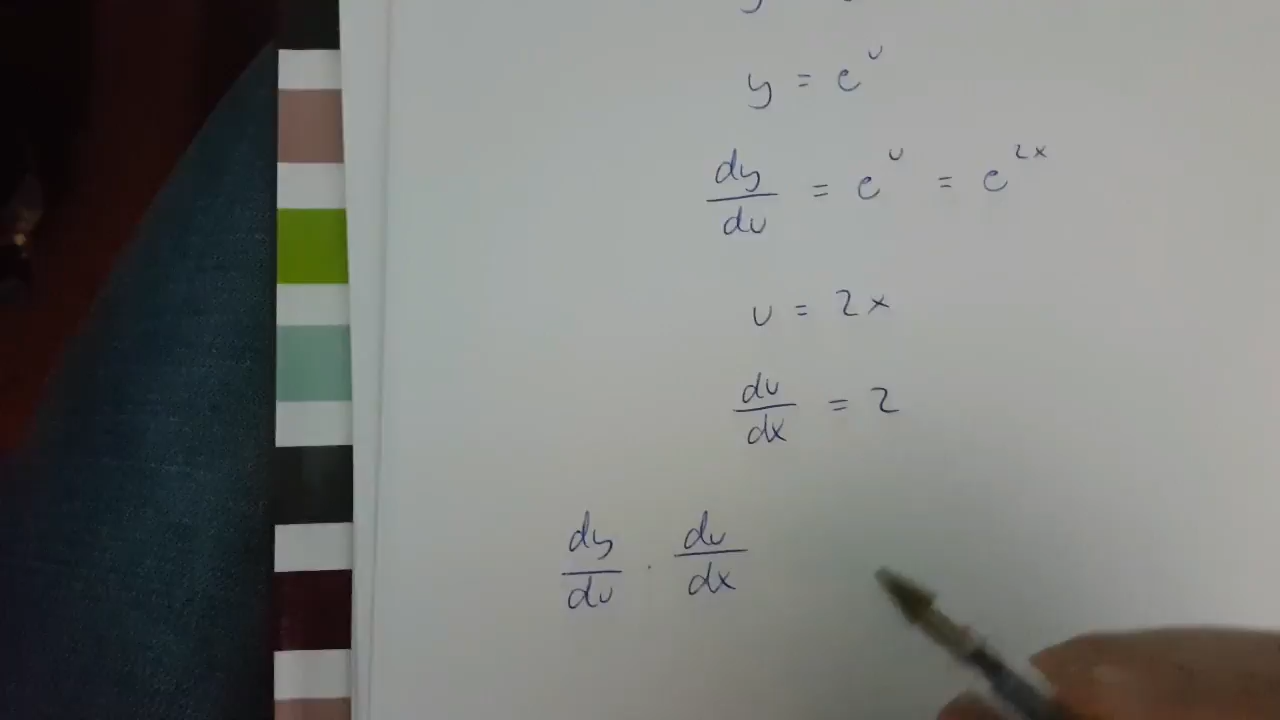 y = e^u
dy/du = e^u = e^2x
u = 2x
du/dx = 2
dy/du · du/dx